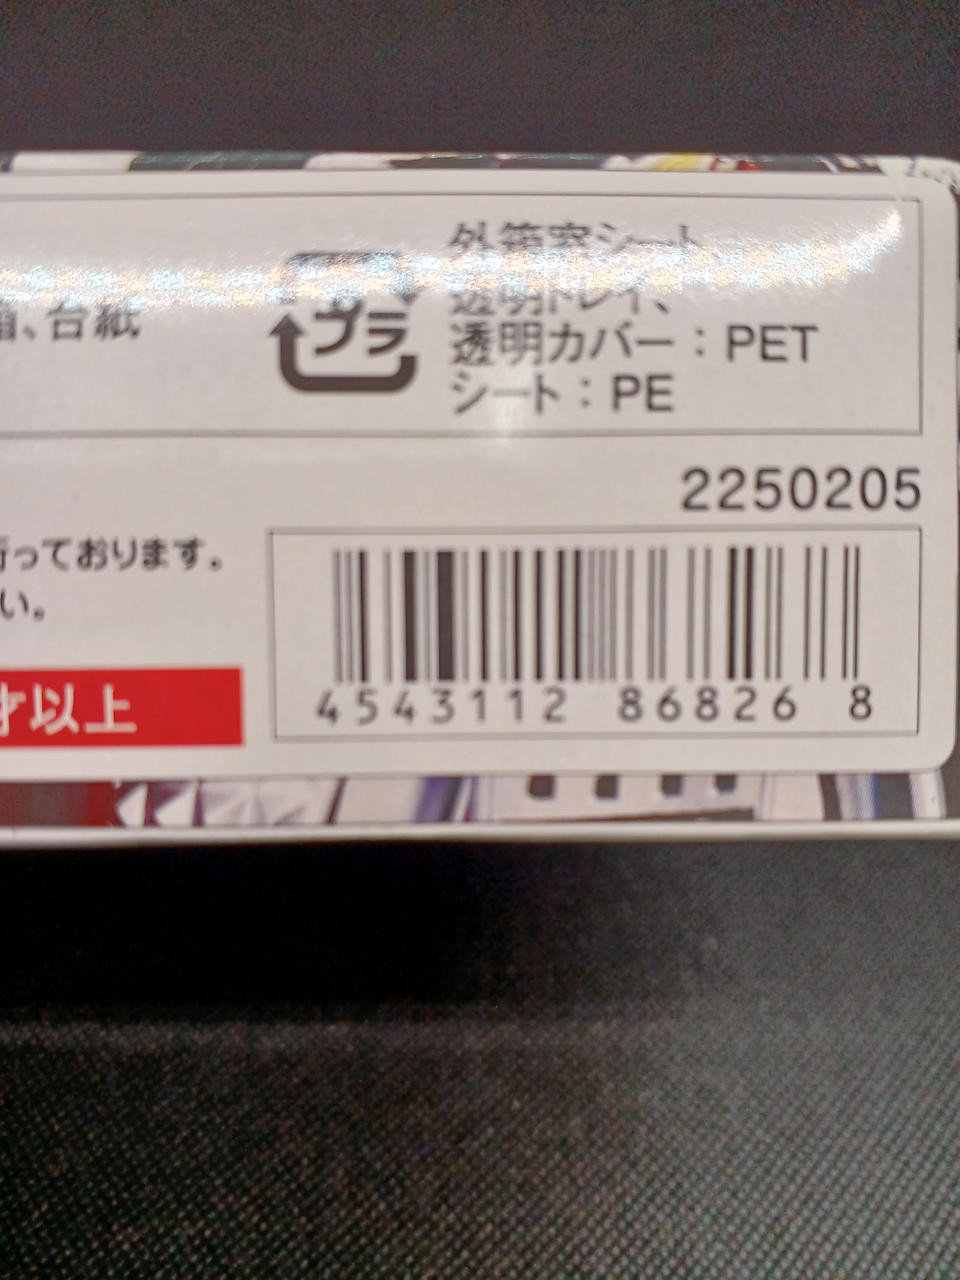 外箱窓シート、
箱、台紙
プラ
透明トレイ、
透明カバー：PET
シート：PE
2250205
行っております。
い。
才以上
4543112 86826 8